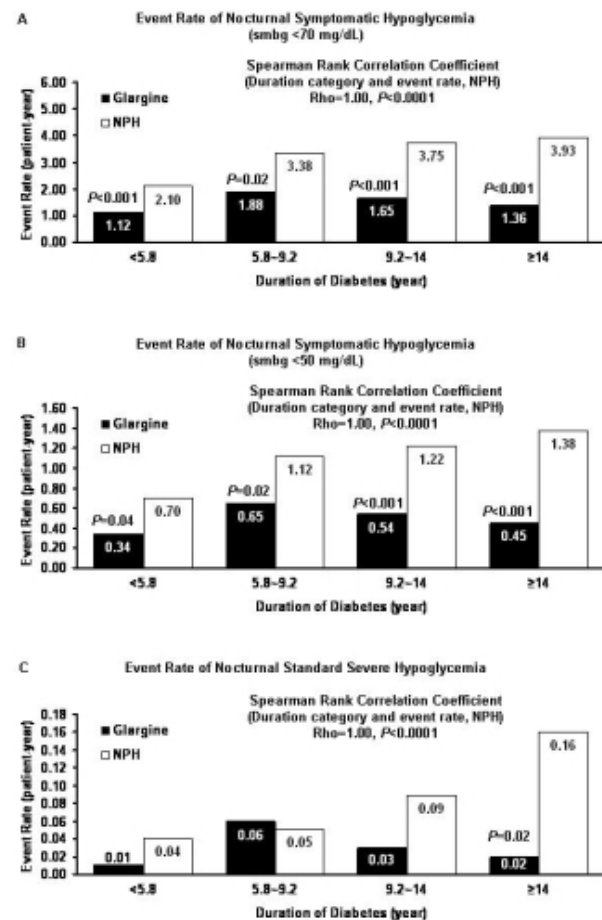 A
Event Rate of Nocturnal Symptomatic Hypoglycemia
(smbg <70 mg/dL)
Spearman Rank Correlation Coefficient
(Duration category and event rate, NPH)
Rho=1.00, P<0.0001
Event Rate (patient-year)
6.00
5.00
4.00
3.00
2.00
1.00
0.00
Glargine
NPH
P<0.001
1.12
2.10
P=0.02
1.88
3.38
P<0.001
1.65
3.75
P<0.001
1.36
3.93
<5.8
5.8–9.2
9.2–14
≥14
Duration of Diabetes (year)
B
Event Rate of Nocturnal Symptomatic Hypoglycemia
(smbg <50 mg/dL)
Spearman Rank Correlation Coefficient
(Duration category and event rate, NPH)
Rho=1.00, P<0.0001
Event Rate (patient-year)
1.60
1.40
1.20
1.00
0.80
0.60
0.40
0.20
0.00
Glargine
NPH
P=0.04
0.34
0.70
P=0.02
0.65
1.12
P<0.001
0.54
1.22
P<0.001
0.45
1.38
<5.8
5.8–9.2
9.2–14
≥14
Duration of Diabetes (year)
C
Event Rate of Nocturnal Standard Severe Hypoglycemia
Spearman Rank Correlation Coefficient
(Duration category and event rate, NPH)
Rho=1.00, P<0.0001
Event Rate (patient-year)
0.18
0.16
0.14
0.12
0.10
0.08
0.06
0.04
0.02
0.00
Glargine
NPH
0.01
0.04
0.06
0.05
0.03
0.09
P=0.02
0.02
0.16
<5.8
5.8–9.2
9.2–14
≥14
Duration of Diabetes (year)